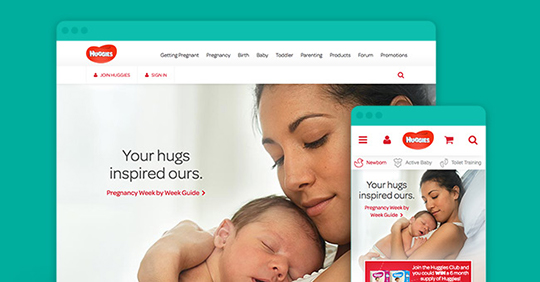 HUGGIES
Getting Pregnant Pregnancy Birth Baby Toddler Parenting Products Forum Promotions
JOIN HUGGIES SIGN IN
Your hugs
inspired ours.
Pregnancy Week by Week Guide
HUGGIES
Newborn Active Baby Toilet Training
Your hugs
inspired ours.
Pregnancy Week by
Week Guide
Join the Huggies Club and
you could WIN a 6 month
supply of Huggies!